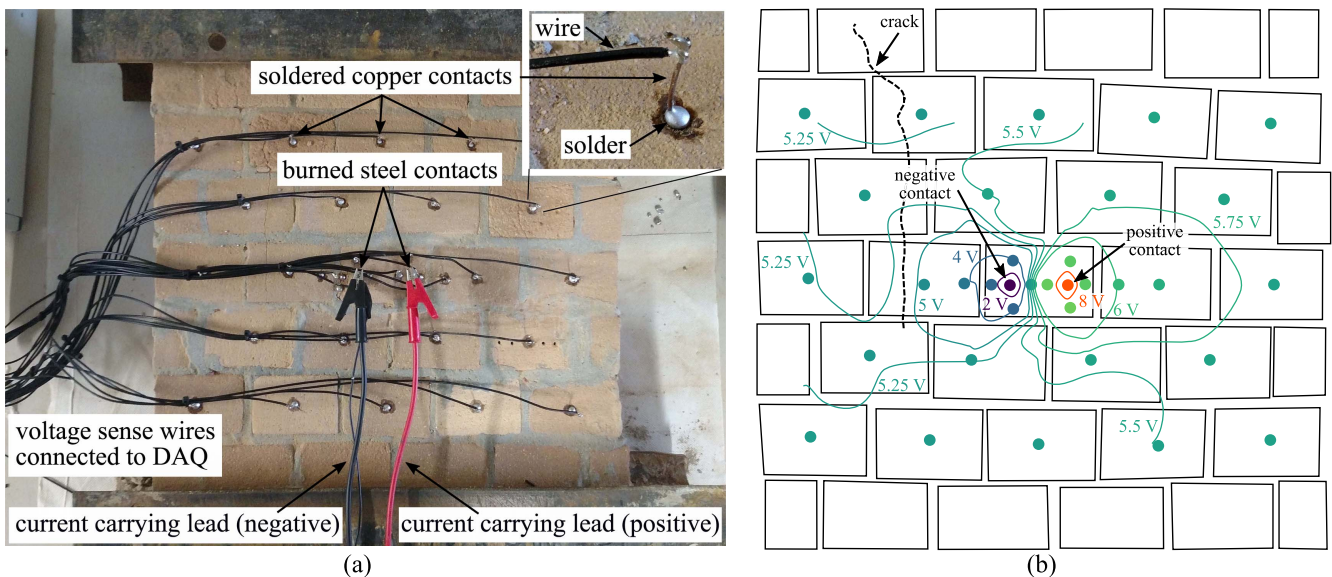 wire
soldered copper contacts
solder
burned steel contacts
voltage sense wires
connected to DAQ
current carrying lead (negative)
current carrying lead (positive)
(a)
crack
5.25 V
5.5 V
negative
contact
5.75 V
positive
contact
4 V
5.25 V
5 V
2 V
8 V
6 V
5.25 V
5.5 V
(b)